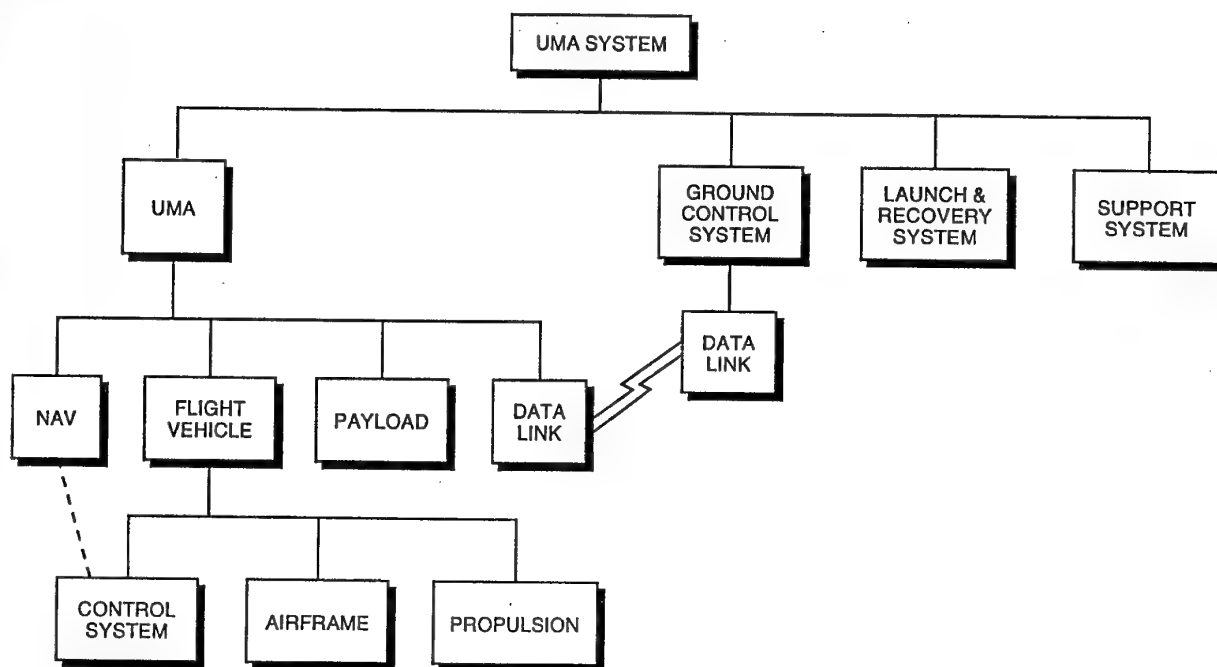 UMA SYSTEM
UMA
GROUND
CONTROL
SYSTEM
LAUNCH &
RECOVERY
SYSTEM
SUPPORT
SYSTEM
DATA
LINK
NAV
FLIGHT
VEHICLE
PAYLOAD
DATA
LINK
CONTROL
SYSTEM
AIRFRAME
PROPULSION